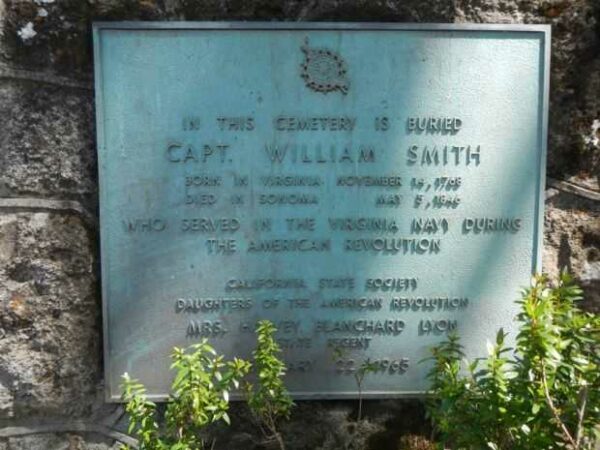 IN THIS CEMETERY IS BURIED
CAPT. WILLIAM SMITH
BORN IN VIRGINIA NOVEMBER 14, 1768
DIED IN SONOMA MAY 5, 1846
WHO SERVED IN THE VIRGINIA NAVY DURING
THE AMERICAN REVOLUTION
CALIFORNIA STATE SOCIETY
DAUGHTERS OF THE AMERICAN REVOLUTION
MRS. BLANCHARD LYON
STATE REGENT
22, 1965